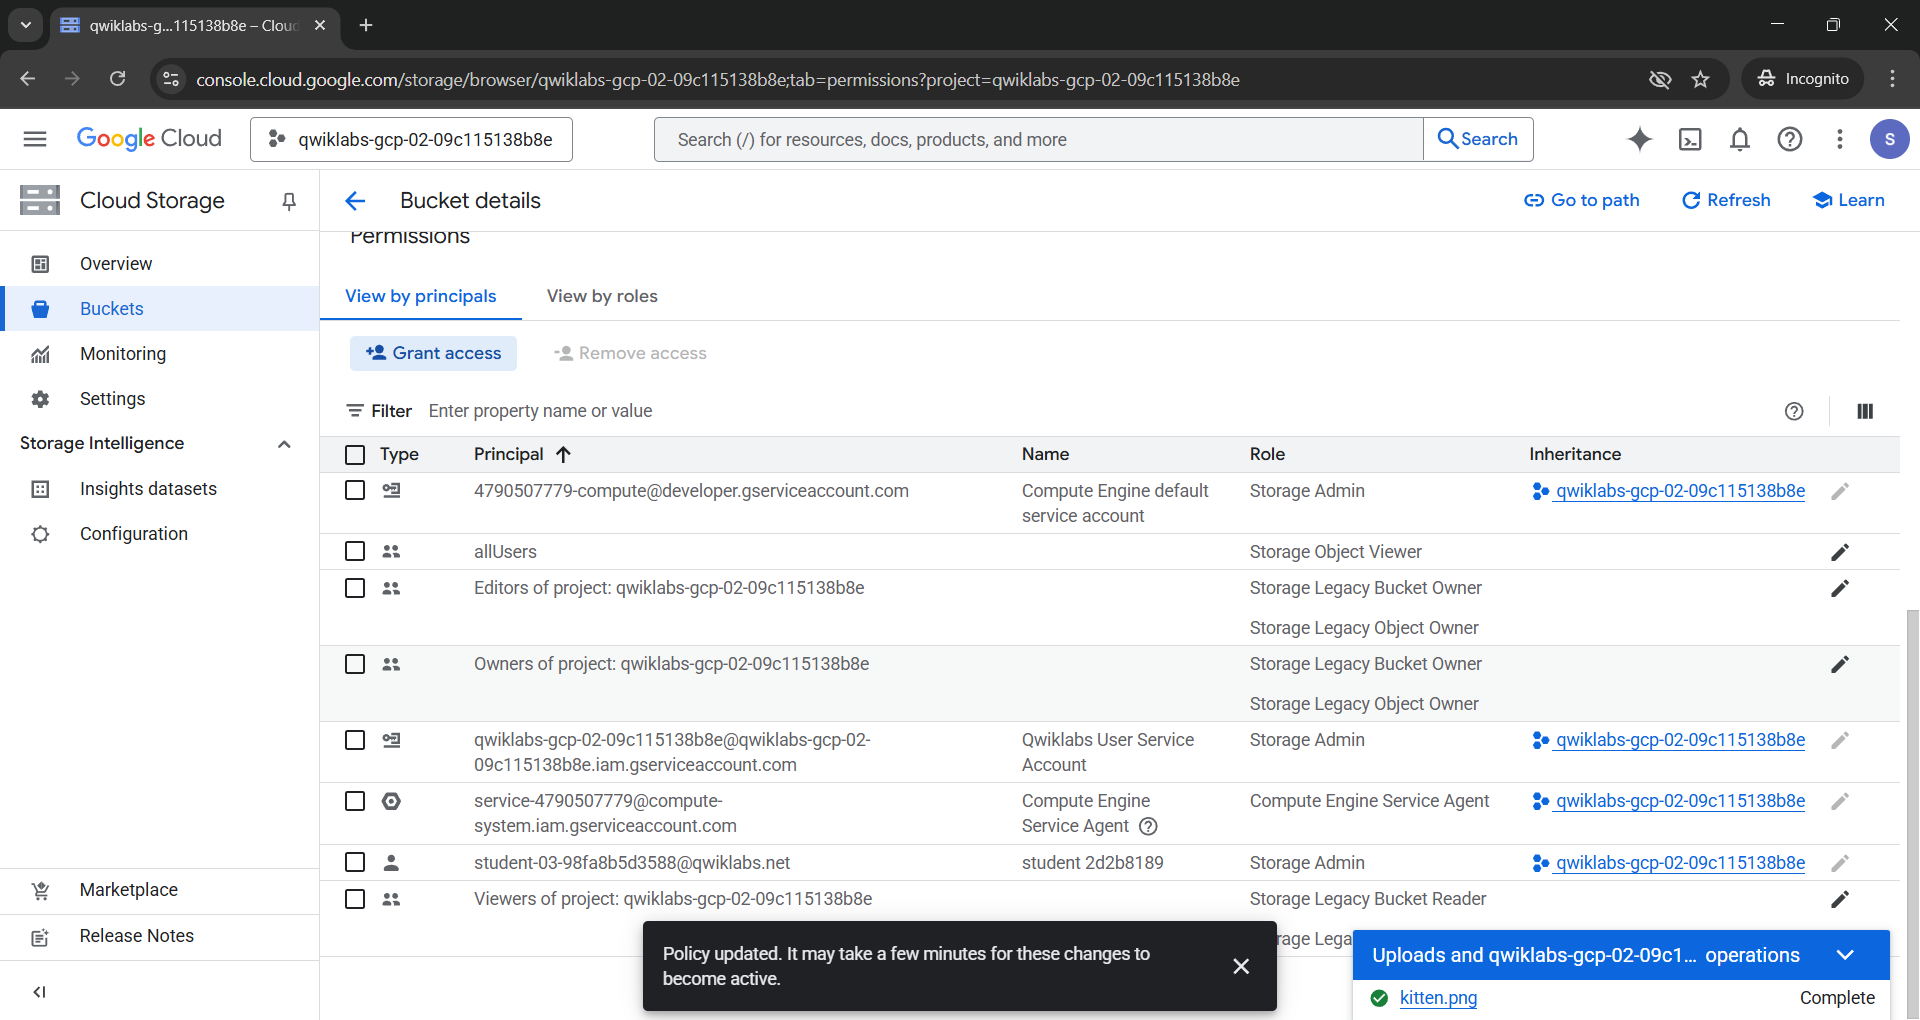 qwiklabs-g...115138b8e – Clou
console.cloud.google.com/storage/browser/qwiklabs-gcp-02-09c115138b8e;tab=permissions?project=qwiklabs-gcp-02-09c115138b8e
Incognito
Google Cloud
qwiklabs-gcp-02-09c115138b8e
Search (/) for resources, docs, products, and more
Search
S
Cloud Storage
Bucket details
Go to path
Refresh
Learn
Overview
Buckets
Monitoring
Settings
Storage Intelligence
Insights datasets
Configuration
Marketplace
Release Notes
Permissions
View by principals
View by roles
Grant access
Remove access
Filter Enter property name or value
Type Principal Name Role Inheritance
4790507779-compute@developer.gserviceaccount.com Compute Engine default Storage Admin qwiklabs-gcp-02-09c115138b8e
service account
allUsers Storage Object Viewer
Editors of project: qwiklabs-gcp-02-09c115138b8e Storage Legacy Bucket Owner
Storage Legacy Object Owner
Owners of project: qwiklabs-gcp-02-09c115138b8e Storage Legacy Bucket Owner
Storage Legacy Object Owner
qwiklabs-gcp-02-09c115138b8e@qwiklabs-gcp-02- Qwiklabs User Service Storage Admin qwiklabs-gcp-02-09c115138b8e
09c115138b8e.iam.gserviceaccount.com Account
service-4790507779@compute- Compute Engine Compute Engine Service Agent qwiklabs-gcp-02-09c115138b8e
system.iam.gserviceaccount.com Service Agent
student-03-98fa8b5d3588@qwiklabs.net student 2d2b8189 Storage Admin qwiklabs-gcp-02-09c115138b8e
Viewers of project: qwiklabs-gcp-02-09c115138b8e Storage Legacy Bucket Reader
rage Lega
Policy updated. It may take a few minutes for these changes to
become active.
Uploads and qwiklabs-gcp-02-09c1... operations
kitten.png Complete